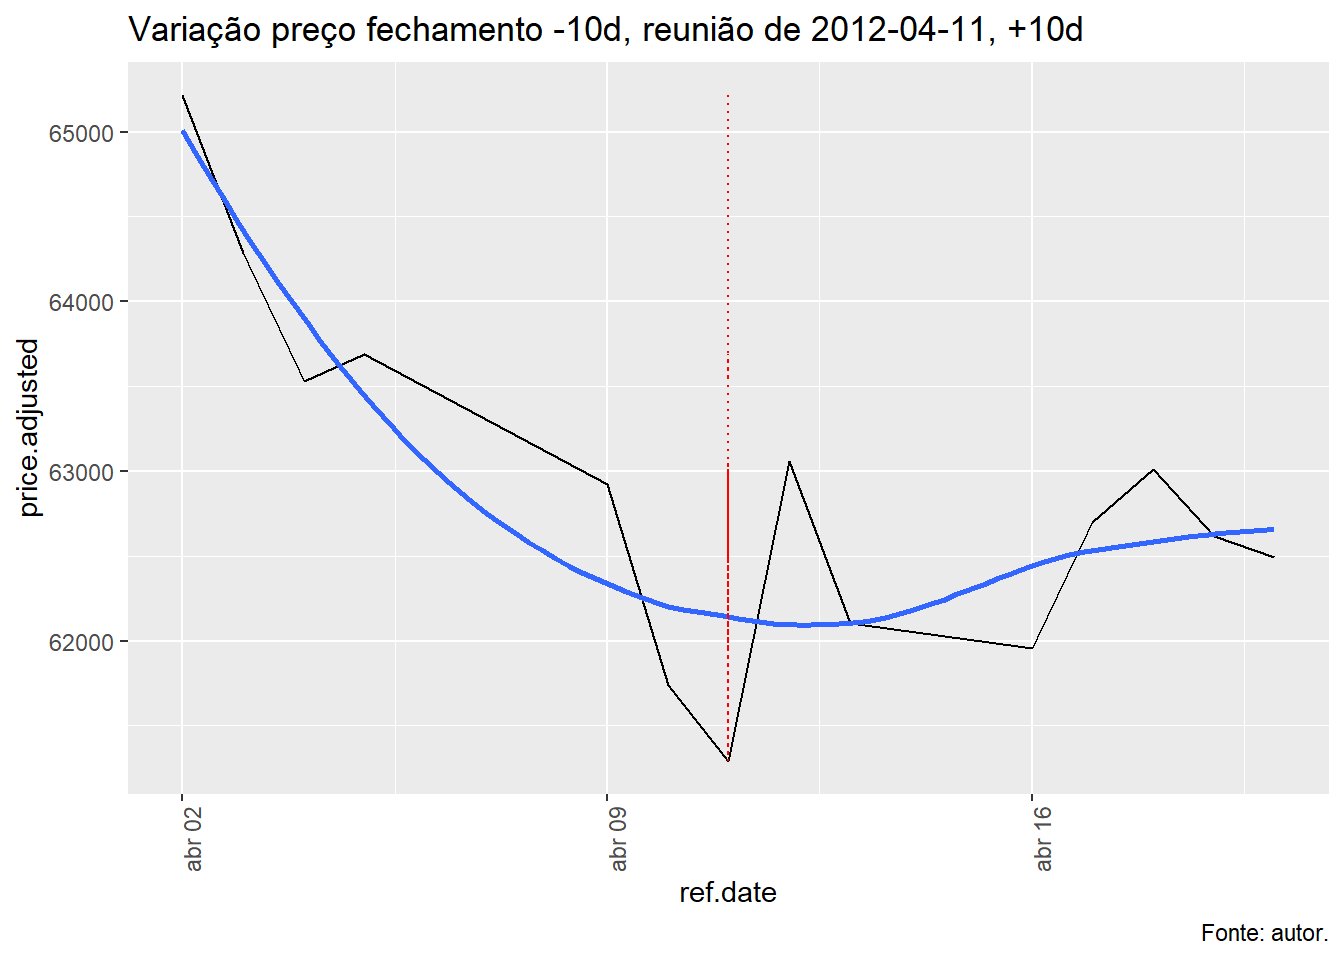 Variação preço fechamento -10d, reunião de 2012-04-11, +10d
price.adjusted
65000
64000
63000
62000
abr 02
abr 09
abr 16
ref.date
Fonte: autor.